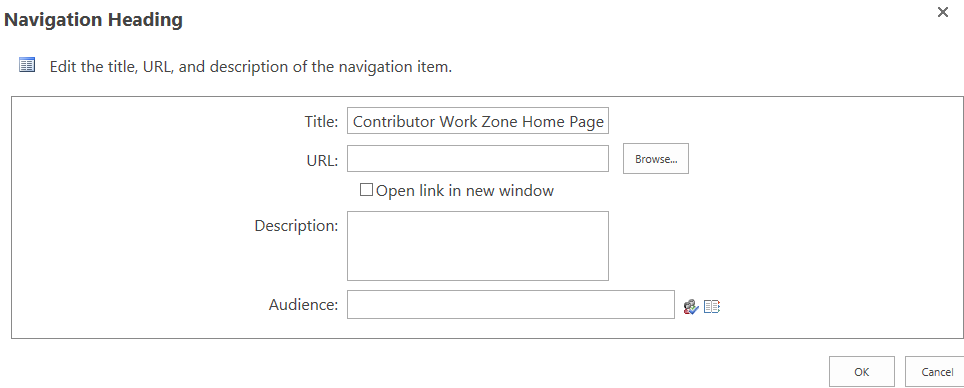 Navigation Heading
Edit the title, URL, and description of the navigation item.
Title: Contributor Work Zone Home Page
URL: Browse...
Open link in new window
Description:
Audience:
OK Cancel